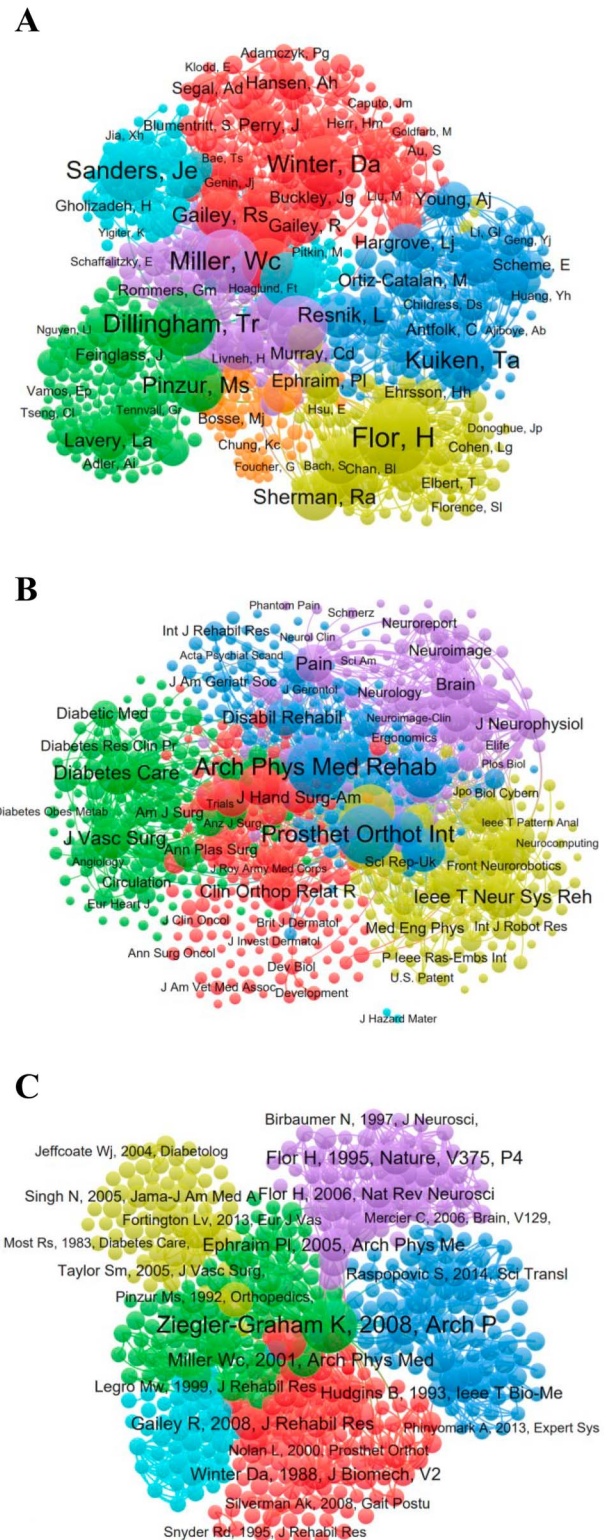 A
Klodd, E
Adamczyk, Pg
Segal, Ad
Hansen, Ah
Caputo, Jm
Jia, Xh
Blumentritt, S
Perry, J
Herr, Hm
Goldfarb, M
Au, S
Sanders, Je
Bae, Ts
Winter, Da
Genin, Jj
Gholizadeh, H
Buckley, Jg
Liu, M
Young, Aj
Yigiter, K
Gailey, Rs
Gailey, R
Li, Gl
Geng, Yj
Hargrove, Lj
Scheme, E
Schaffalitzky, E
Miller, Wc
Pitkin, M
Rommers, Gm
Hoaglund, Ft
Ortiz-Catalan, M
Huang, Yh
Childress, Ds
Nguyen, Ll
Dillingham, Tr
Resnik, L
Antfolk, C
Ajiboye, Ab
Feinglass, J
Livneh, H
Murray, Cd
Kuiken, Ta
Vamos, Ep
Pinzur, Ms
Ephraim, Pl
Tseng, Cl
Tennvall, Gr
Bosse, Mj
Hsu, E
Ehrsson, Hh
Lavery, La
Chung, Kc
Flor, H
Donoghue, Jp
Cohen, Lg
Adler, Ai
Foucher, G
Bach, S
Chan, Bl
Elbert, T
Sherman, Ra
Florence, Sl
B
Phantom Pain
Schmerz
Int J Rehabil Res
Neurol Clin
Neuroreport
Acta Psychiat Scand
Pain
Sci Am
Neuroimage
J Am Geriatr Soc
J Gerontol
Neurology
Brain
Diabetic Med
Disabil Rehabil
Neuroimage-Clin
J Neurophysiol
Diabetes Res Clin Pr
Ergonomics
Elife
Diabetes Care
Arch Phys Med Rehab
Plos Biol
Jpo
Biol Cybern
Diabetes Obes Metab
Am J Surg
Trials
J Hand Surg-Am
Anz J Surg
Ieee T Pattern Anal
J Vasc Surg
Prosthet Orthot Int
Neurocomputing
Ann Plas Surg
Angiology
J Roy Army Med Corps
Sci Rep-Uk
Front Neurorobotics
Circulation
Clin Orthop Relat R
Ieee T Neur Sys Reh
Eur Heart J
J Clin Oncol
Brit J Dermatol
Med Eng Phys
Int J Robot Res
Ann Surg Oncol
J Invest Dermatol
P Ieee Ras-Embs Int
Dev Biol
U.S. Patent
J Am Vet Med Assoc
Development
J Hazard Mater
C
Birbaumer N, 1997, J Neurosci,
Jeffcoate Wj, 2004, Diabetolog
Flor H, 1995, Nature, V375, P4
Singh N, 2005, Jama-J Am Med A
Flor H, 2006, Nat Rev Neurosci
Fortington Lv, 2013, Eur J Vas
Mercier C, 2006, Brain, V129,
Most Rs, 1983, Diabetes Care,
Ephraim Pl, 2005, Arch Phys Me
Taylor Sm, 2005, J Vasc Surg,
Raspopovic S, 2014, Sci Transl
Pinzur Ms, 1992, Orthopedics,
Ziegler-Graham K, 2008, Arch P
Miller Wc, 2001, Arch Phys Med
Legro Mw, 1999, J Rehabil Res
Hudgins B, 1993, Ieee T Bio-Me
Gailey R, 2008, J Rehabil Res
Phinyomark A, 2013, Expert Sys
Nolan L, 2000, Prosthet Orthot
Winter Da, 1988, J Biomech, V2
Silverman Ak, 2008, Gait Postu
Snyder Rd, 1995, J Rehabil Res